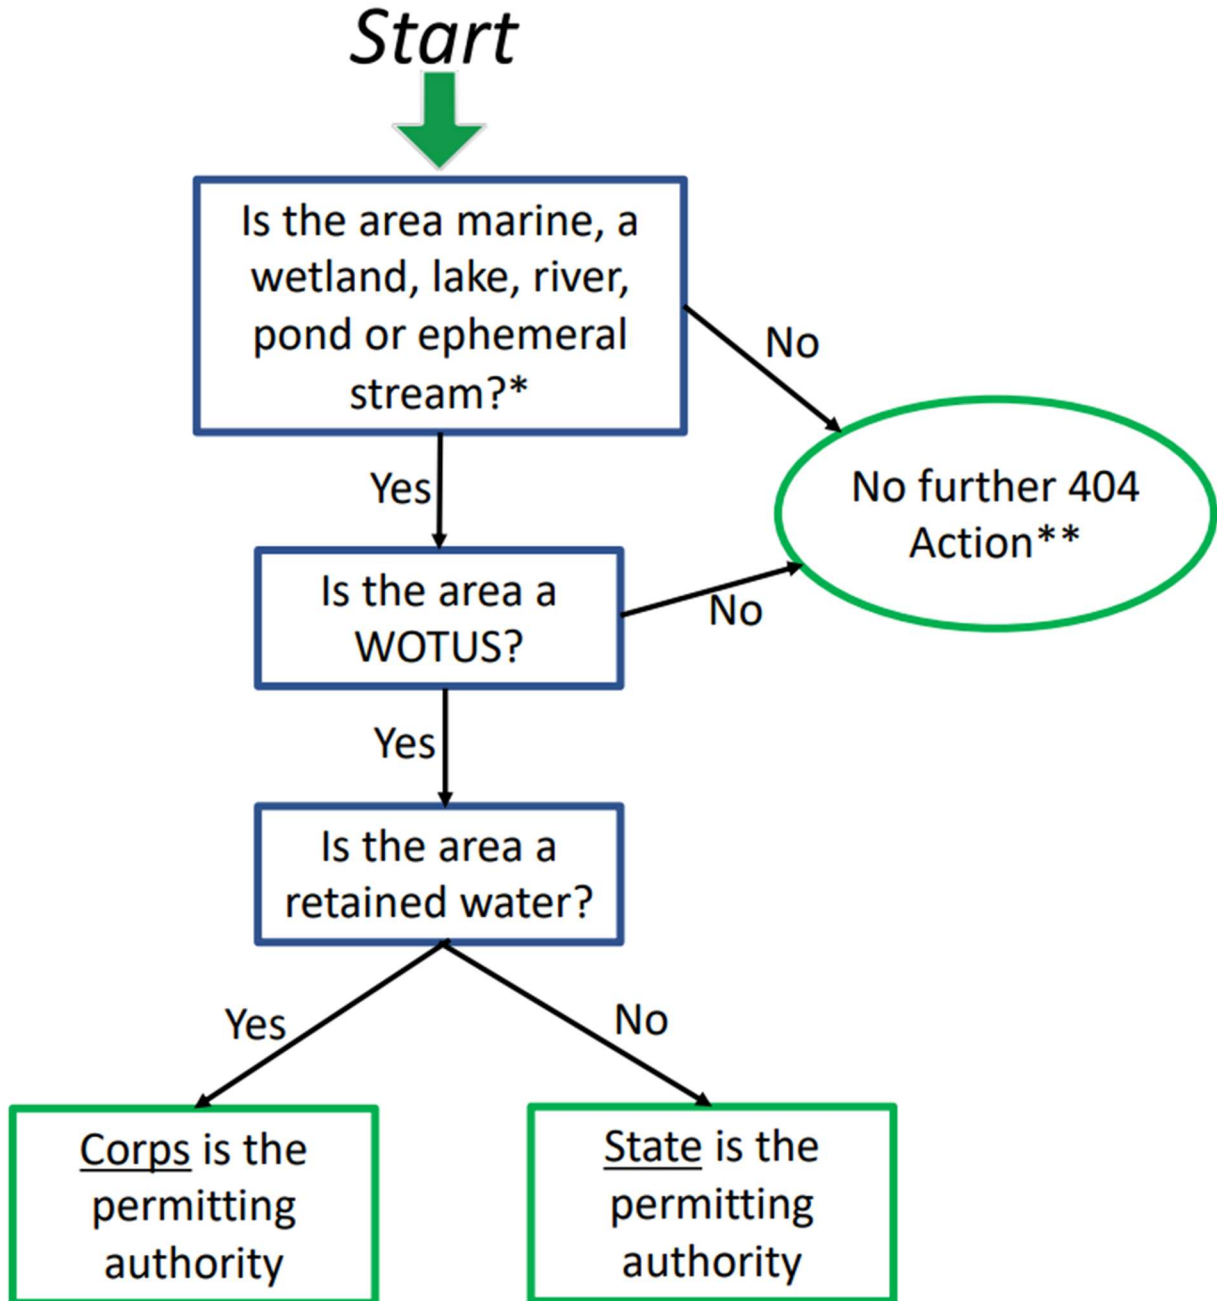 Start
Is the area marine, a
wetland, lake, river,
pond or ephemeral
stream?*
No
Yes
No further 404
Action**
Is the area a
WOTUS?
No
Yes
Is the area a
retained water?
Yes
No
Corps is the
permitting
authority
State is the
permitting
authority